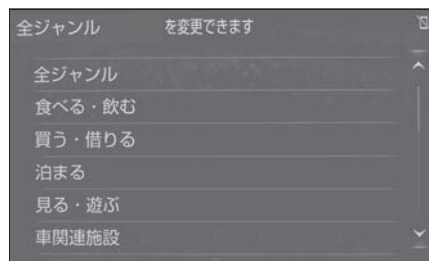 全ジャンル を変更できます
全ジャンル
食べる・飲む
買う・借りる
泊まる
見る・遊ぶ
車関連施設